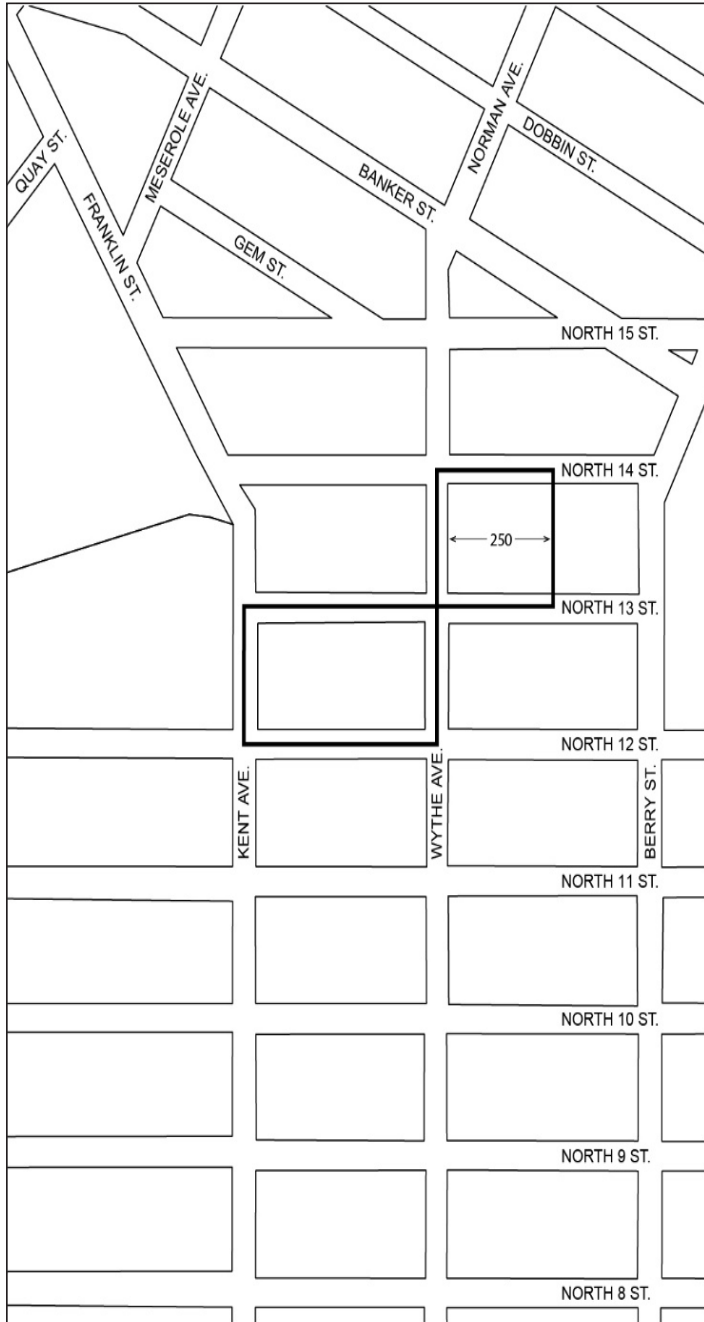 QUAY ST.
FRANKLIN ST.
MESEROLE AVE.
GEM ST.
BANKER ST.
NORMAN AVE.
DOBBIN ST.
NORTH 15 ST.
NORTH 14 ST.
250
NORTH 13 ST.
NORTH 12 ST.
KENT AVE.
WYTHE AVE.
BERRY ST.
NORTH 11 ST.
NORTH 10 ST.
NORTH 9 ST.
NORTH 8 ST.